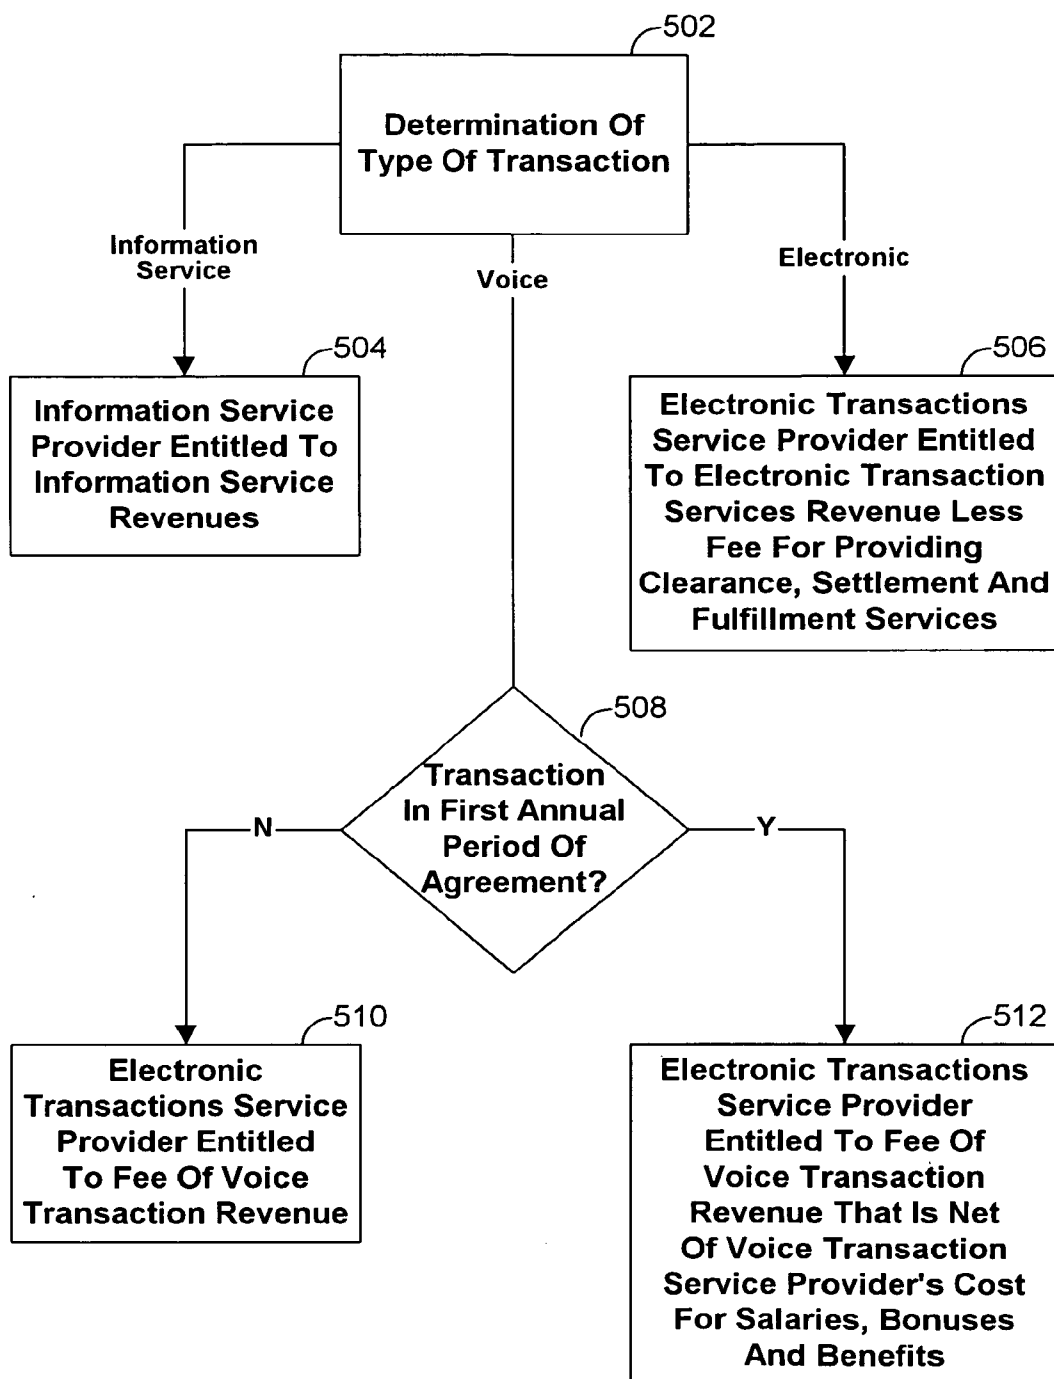 502
Determination Of
Type Of Transaction
Information
Service
Voice
Electronic
504
Information Service
Provider Entitled To
Information Service
Revenues
506
Electronic Transactions
Service Provider Entitled
To Electronic Transaction
Services Revenue Less
Fee For Providing
Clearance, Settlement And
Fulfillment Services
508
Transaction
In First Annual
Period Of
Agreement?
N
Y
510
Electronic
Transactions Service
Provider Entitled
To Fee Of Voice
Transaction Revenue
512
Electronic Transactions
Service Provider
Entitled To Fee Of
Voice Transaction
Revenue That Is Net
Of Voice Transaction
Service Provider's Cost
For Salaries, Bonuses
And Benefits